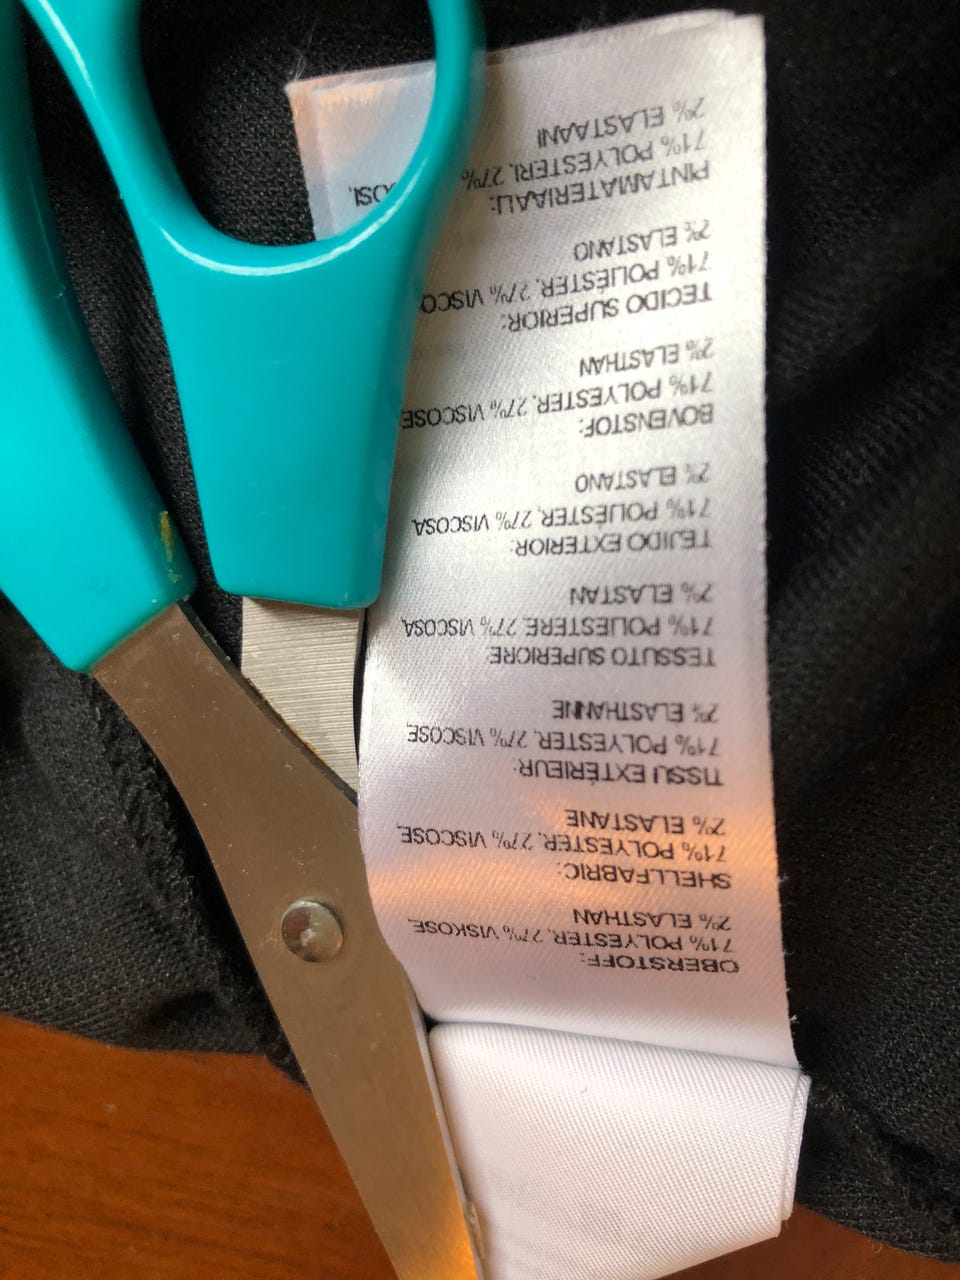 OBERSTOFF:
71% POLYESTER, 27% VISKOSE,
2% ELASTHAN
SHELLFABRIC:
71% POLYESTER, 27% VISCOSE,
2% ELASTANE
TISSU EXTÉRIEUR:
71% POLYESTER, 27% VISCOSE,
2% ELASTHANNE
TESSUTO SUPERIORE:
71% POLIESTERE, 27% VISCOSA,
2% ELASTAN
TEJIDO EXTERIOR:
71% POLIÉSTER, 27% VISCOSA,
2% ELASTANO
BOVENSTOF:
71% POLYESTER, 27% VISCOSE,
2% ELASTHAN
TECIDO SUPERIOR:
71% POLIÉSTER, 27% VISCO
2% ELASTANO
PINTAMATERIAALI:
71% POLYESTERI, 27% OSI,
2% ELASTAANI